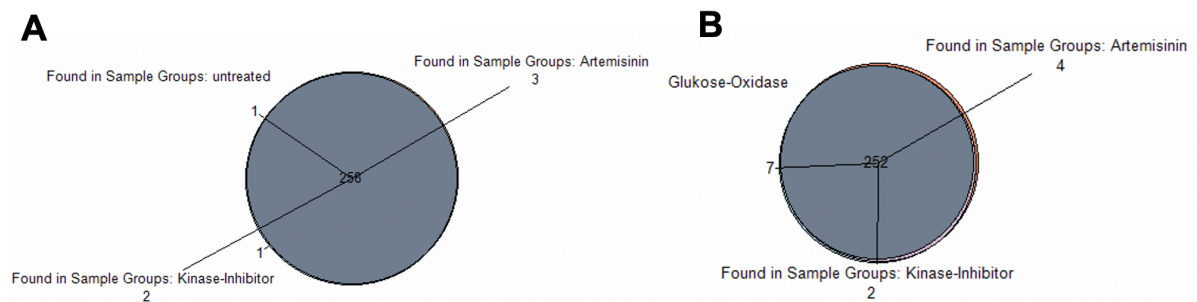 A
Found in Sample Groups: untreated
Found in Sample Groups: Artemisinin
3
1
256
1
Found in Sample Groups: Kinase-Inhibitor
2
B
Found in Sample Groups: Artemisinin
4
Glukose-Oxidase
252
7
Found in Sample Groups: Kinase-Inhibitor
2